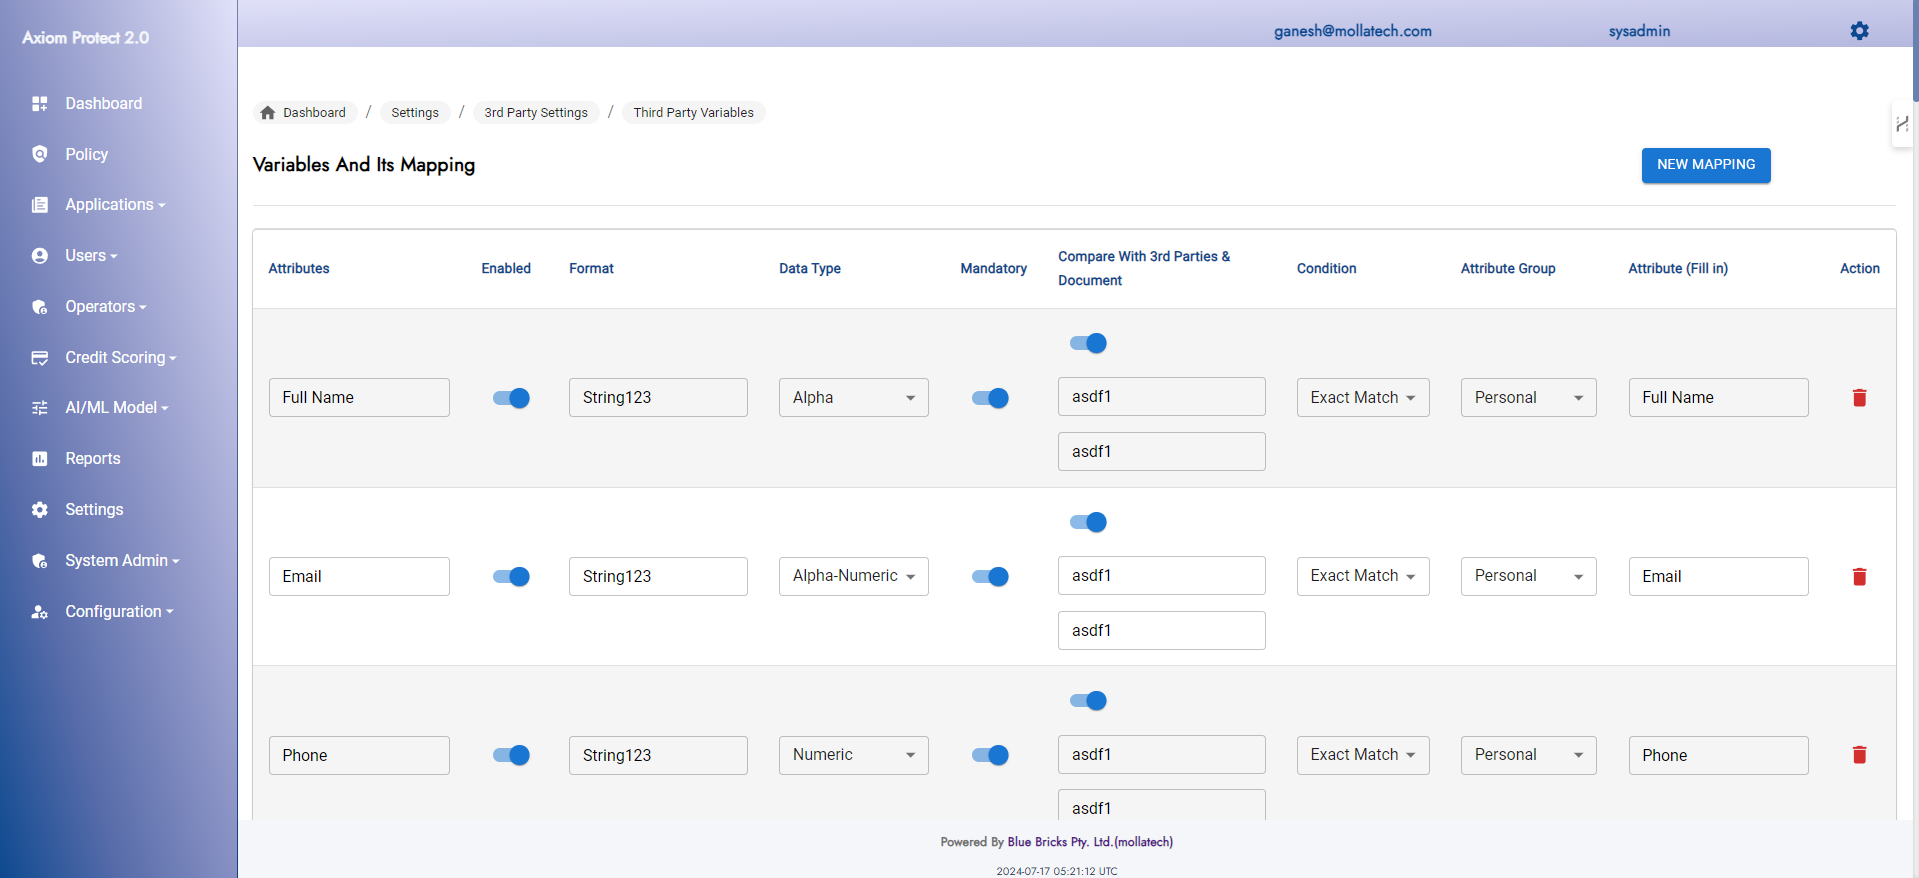 Axiom Protect 2.0
ganesh@mollatech.com
sysadmin
Dashboard
Policy
Applications
Users
Operators
Credit Scoring
AI/ML Model
Reports
Settings
System Admin
Configuration
Dashboard / Settings / 3rd Party Settings / Third Party Variables
Variables And Its Mapping
NEW MAPPING
Attributes Enabled Format Data Type Mandatory Compare With 3rd Parties & Document Condition Attribute Group Attribute (Fill in) Action
Full Name String123 Alpha asdf1 Exact Match Personal Full Name
asdf1
Email String123 Alpha-Numeric asdf1 Exact Match Personal Email
asdf1
Phone String123 Numeric asdf1 Exact Match Personal Phone
asdf1
Powered By Blue Bricks Pty. Ltd.(mollatech)
2024-07-17 05:21:12 UTC